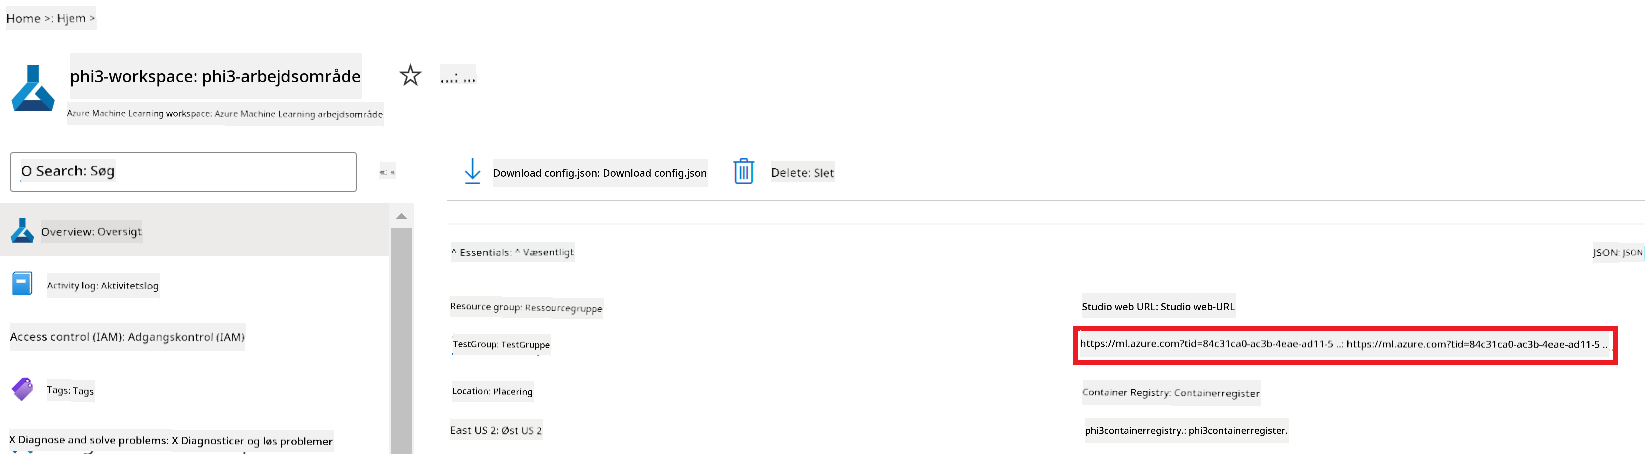 Home >: Hjem >
phi3-workspace: phi3-arbejdsområde
...: ...
Azure Machine Learning workspace: Azure Machine Learning arbejdsområde
O Search: Søg
«: «
Download config.json: Download config.json
Delete: Slet
Overview: Oversigt
^ Essentials: ^ Væsentligt
JSON: JSON
Activity log: Aktivitetslog
Resource group: Ressourcegruppe
Studio web URL: Studio web-URL
Access control (IAM): Adgangskontrol (IAM)
TestGroup: TestGruppe
https://ml.azure.com?tid=84c31ca0-ac3b-4eae-ad11-5 ..: https://ml.azure.com?tid=84c31ca0-ac3b-4eae-ad11-5 ..
Tags: Tags
Location: Placering
Container Registry: Containerregister
X Diagnose and solve problems: X Diagnosticer og løs problemer
East US 2: Øst US 2
phi3containerregistry.: phi3containerregister.